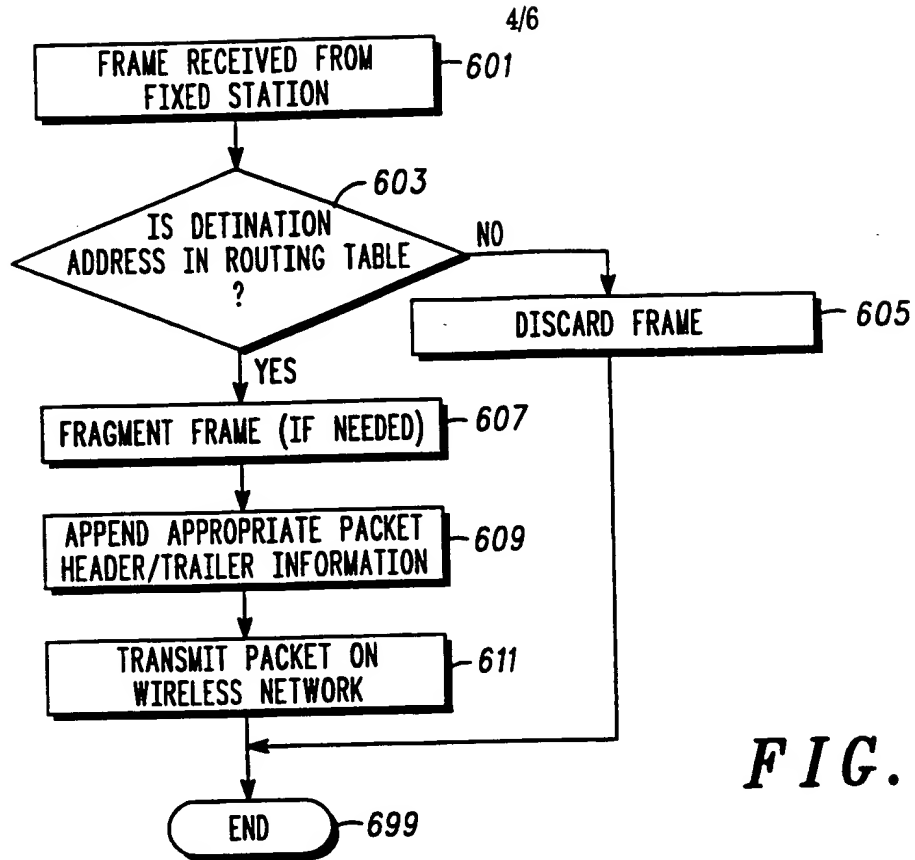 4/6
FRAME RECEIVED FROM
FIXED STATION
601
603
IS DETINATION
ADDRESS IN ROUTING TABLE
?
NO
DISCARD FRAME
605
YES
FRAGMENT FRAME (IF NEEDED)
607
APPEND APPROPRIATE PACKET
HEADER/TRAILER INFORMATION
609
TRANSMIT PACKET ON
WIRELESS NETWORK
611
END
699
FIG.